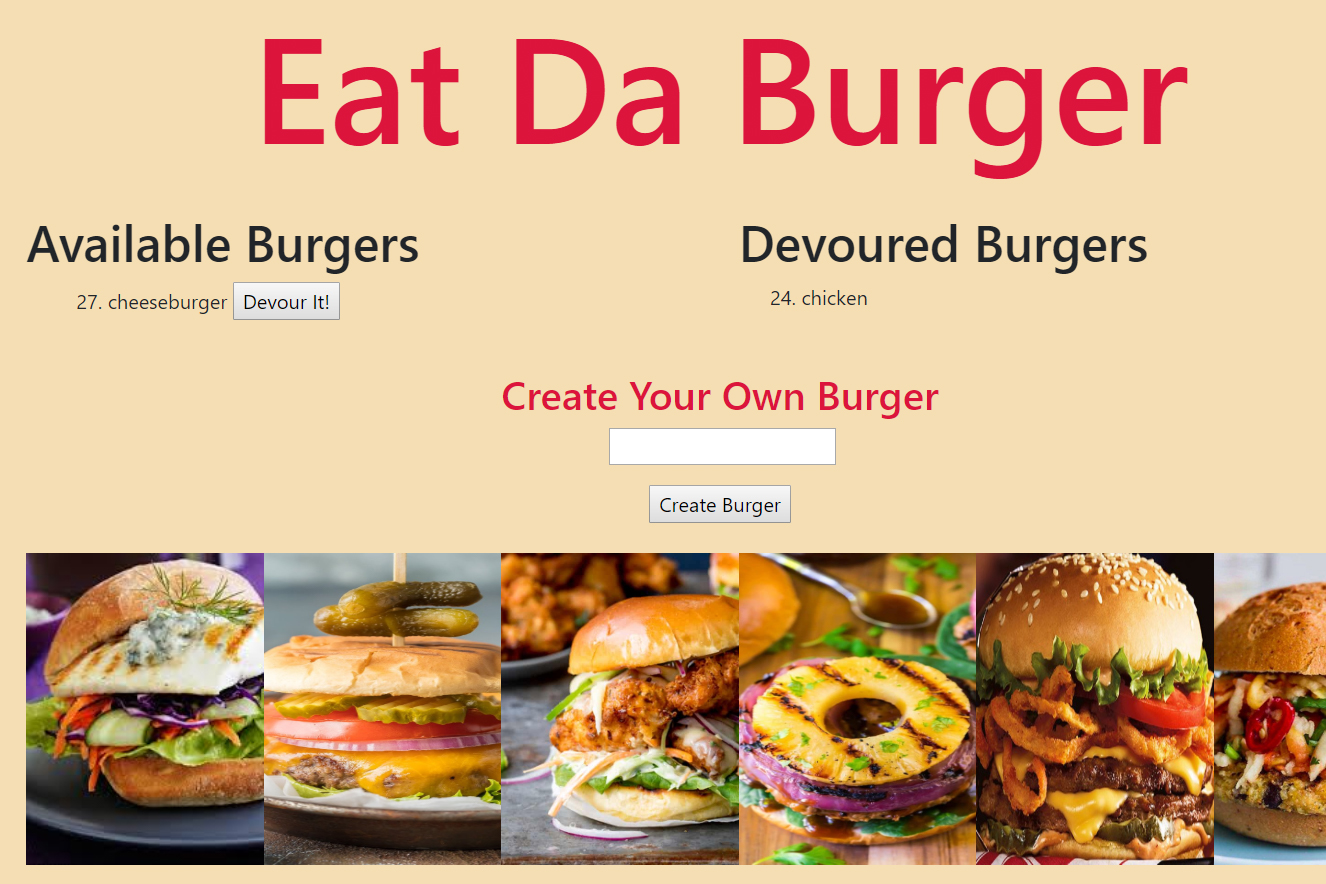 Eat Da Burger
Available Burgers
27. cheeseburger Devour It!
Devoured Burgers
24. chicken
Create Your Own Burger
Create Burger